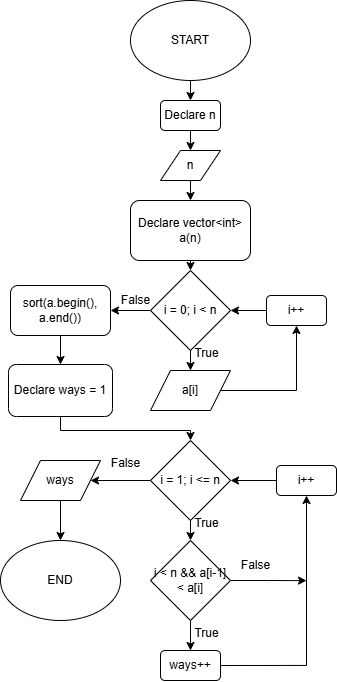 START
Declare n
n
Declare vector<int>
a(n)
i = 0; i < n
False
True
i++
sort(a.begin(),
a.end())
a[i]
Declare ways = 1
i = 1; i <= n
False
True
i++
ways
END
i < n && a[i-1]
< a[i]
False
True
ways++